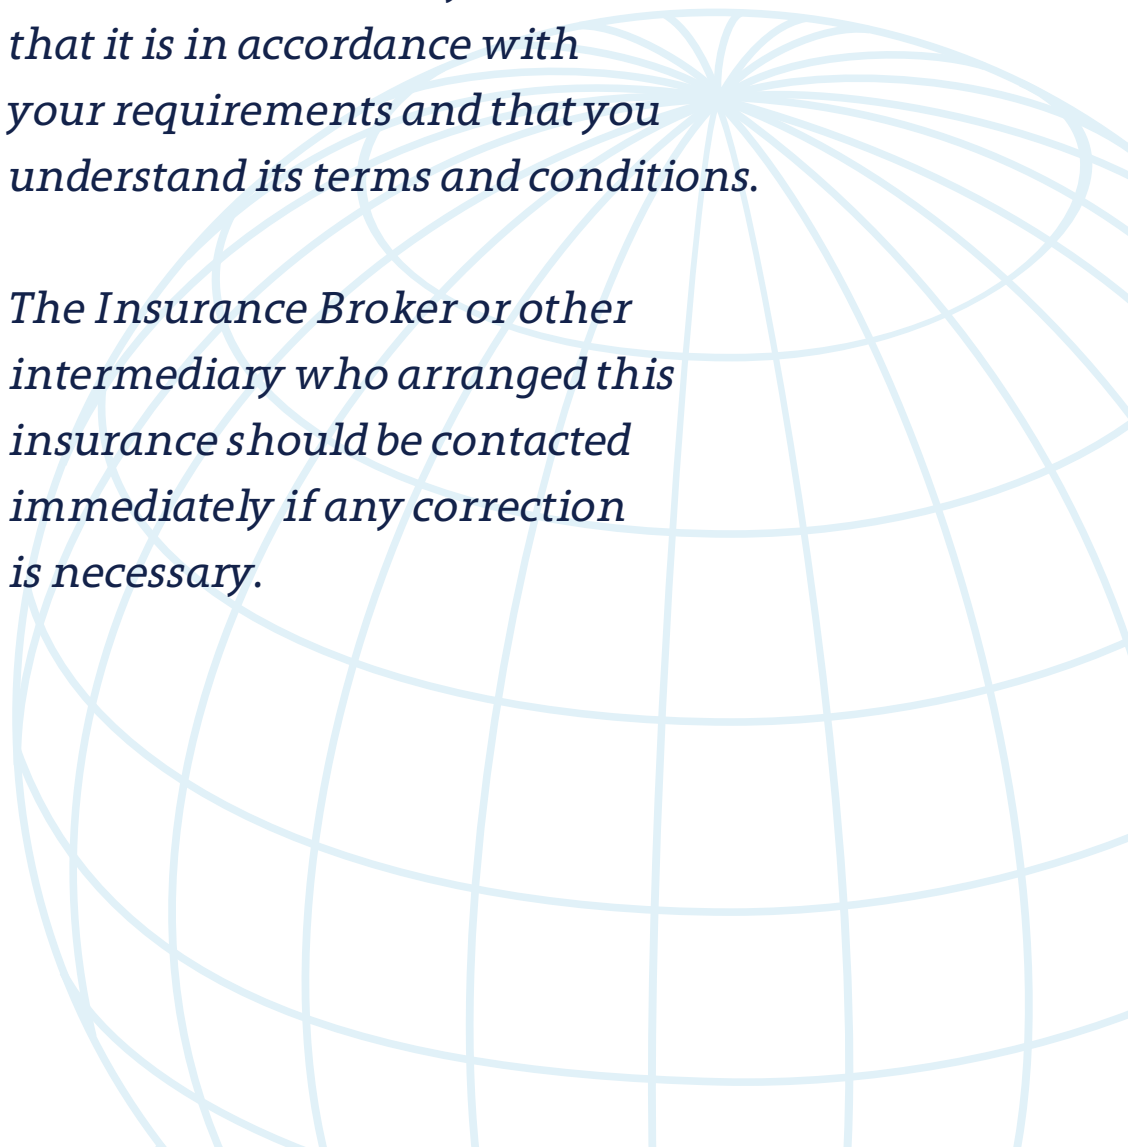 that it is in accordance with
your requirements and that you
understand its terms and conditions.
The Insurance Broker or other
intermediary who arranged this
insurance should be contacted
immediately if any correction
is necessary.